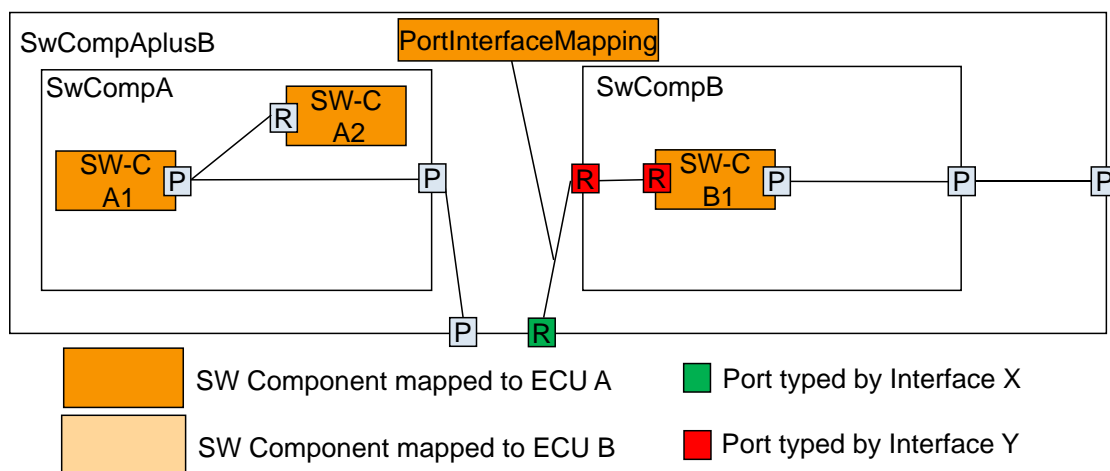 SwCompAplusB
PortInterfaceMapping
SwCompA
SwCompB
SW-C
A2
R
SW-C
A1
P
P
R
R
SW-C
B1
P
P
P
P
R
SW Component mapped to ECU A
Port typed by Interface X
SW Component mapped to ECU B
Port typed by Interface Y